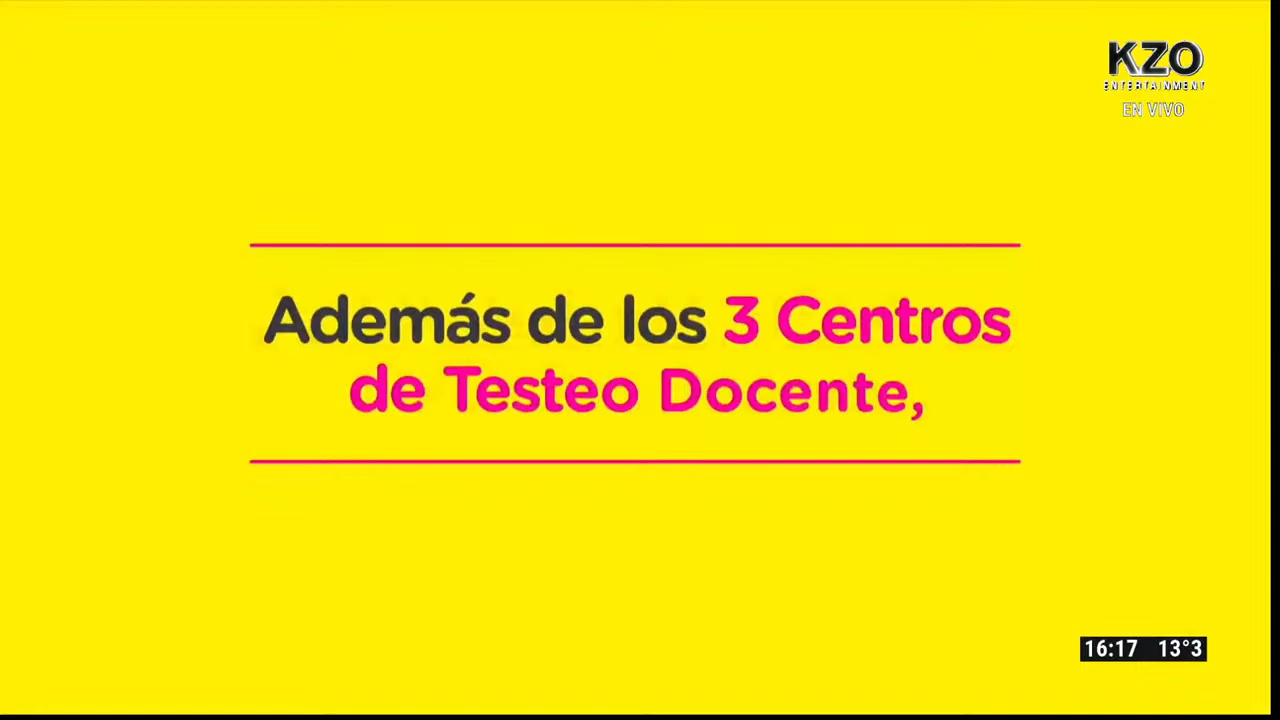 KZO
ENTERTAINMENT
EN VIVO
Además de los 3 Centros
de Testeo Docente,
16:17 13°3